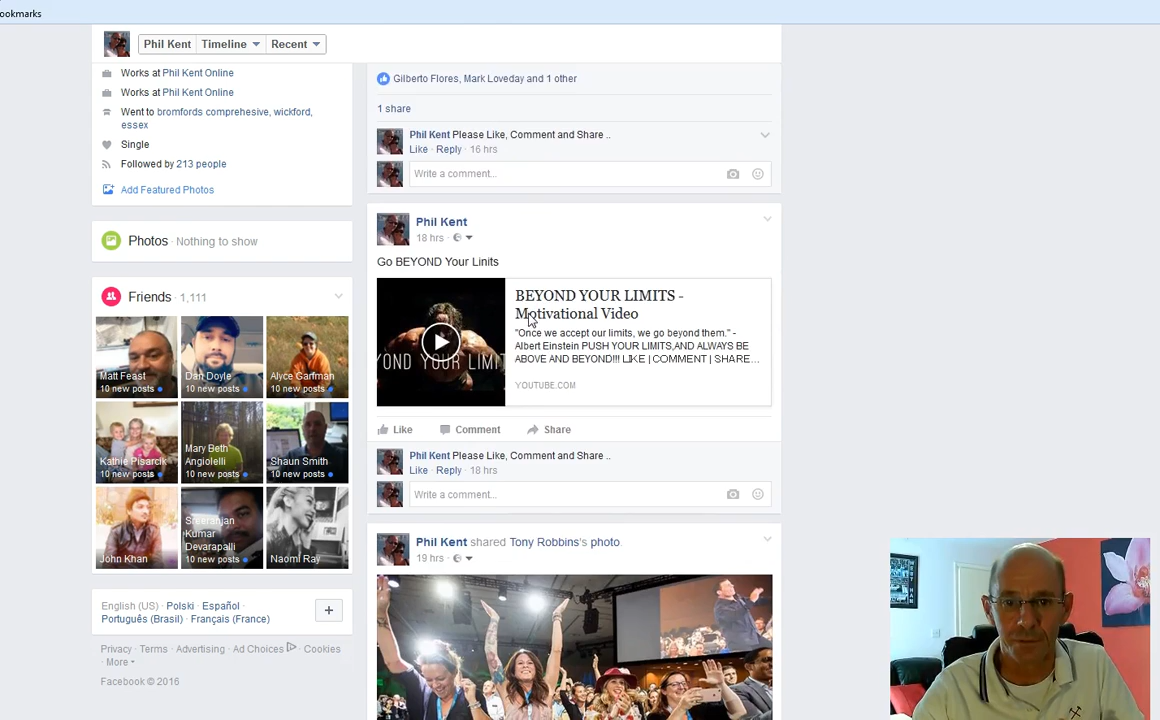 ookmarks
Phil Kent
Timeline
Recent
Works at Phil Kent Online
Works at Phil Kent Online
Went to bromfords comprehesive, wickford,
essex
Single
Followed by 213 people
Add Featured Photos
Photos · Nothing to show
Friends · 1,111
Matt Feast
10 new posts
Dan Doyle
10 new posts
Alyce Garman
10 new posts
Kathie Pisarcik
10 new posts
Mary Beth
Angiolelli
10 new posts
Shaun Smith
10 new posts
John Khan
Sreeranjan
Kumar
Devarapalli
10 new posts
Naomi Ray
English (US) · Polski · Español ·
Português (Brasil) · Français (France)
Privacy · Terms · Advertising · Ad Choices · Cookies
· More
Facebook © 2016
Gilberto Flores, Mark Loveday and 1 other
1 share
Phil Kent Please Like, Comment and Share ..
Like · Reply · 16 hrs
Write a comment...
Phil Kent
18 hrs ·
Go BEYOND Your Linits
YOND YOUR LIMIT
BEYOND YOUR LIMITS -
Motivational Video
"Once we accept our limits, we go beyond them." -
Albert Einstein PUSH YOUR LIMITS,AND ALWAYS BE
ABOVE AND BEYOND!!! LIKE | COMMENT | SHARE...
YOUTUBE.COM
Like Comment Share
Phil Kent Please Like, Comment and Share ..
Like · Reply · 18 hrs
Write a comment...
Phil Kent shared Tony Robbins's photo.
19 hrs ·